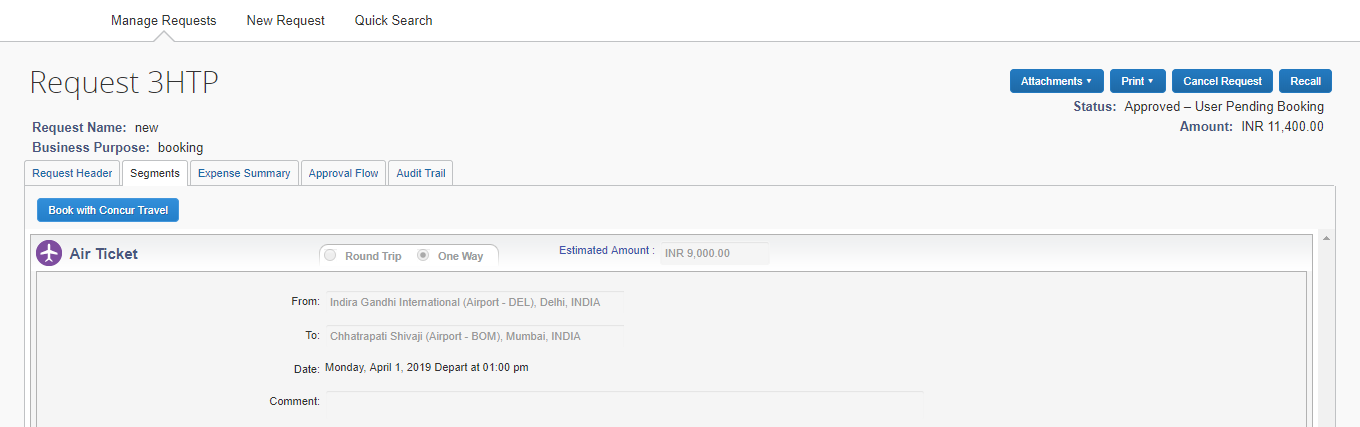 Manage Requests New Request Quick Search
Request 3HTP
Attachments Print Cancel Request Recall
Status: Approved – User Pending Booking
Amount: INR 11,400.00
Request Name: new
Business Purpose: booking
Request Header Segments Expense Summary Approval Flow Audit Trail
Book with Concur Travel
Air Ticket Round Trip One Way Estimated Amount : INR 9,000.00
From: Indira Gandhi International (Airport - DEL), Delhi, INDIA
To: Chhatrapati Shivaji (Airport - BOM), Mumbai, INDIA
Date: Monday, April 1, 2019 Depart at 01:00 pm
Comment: